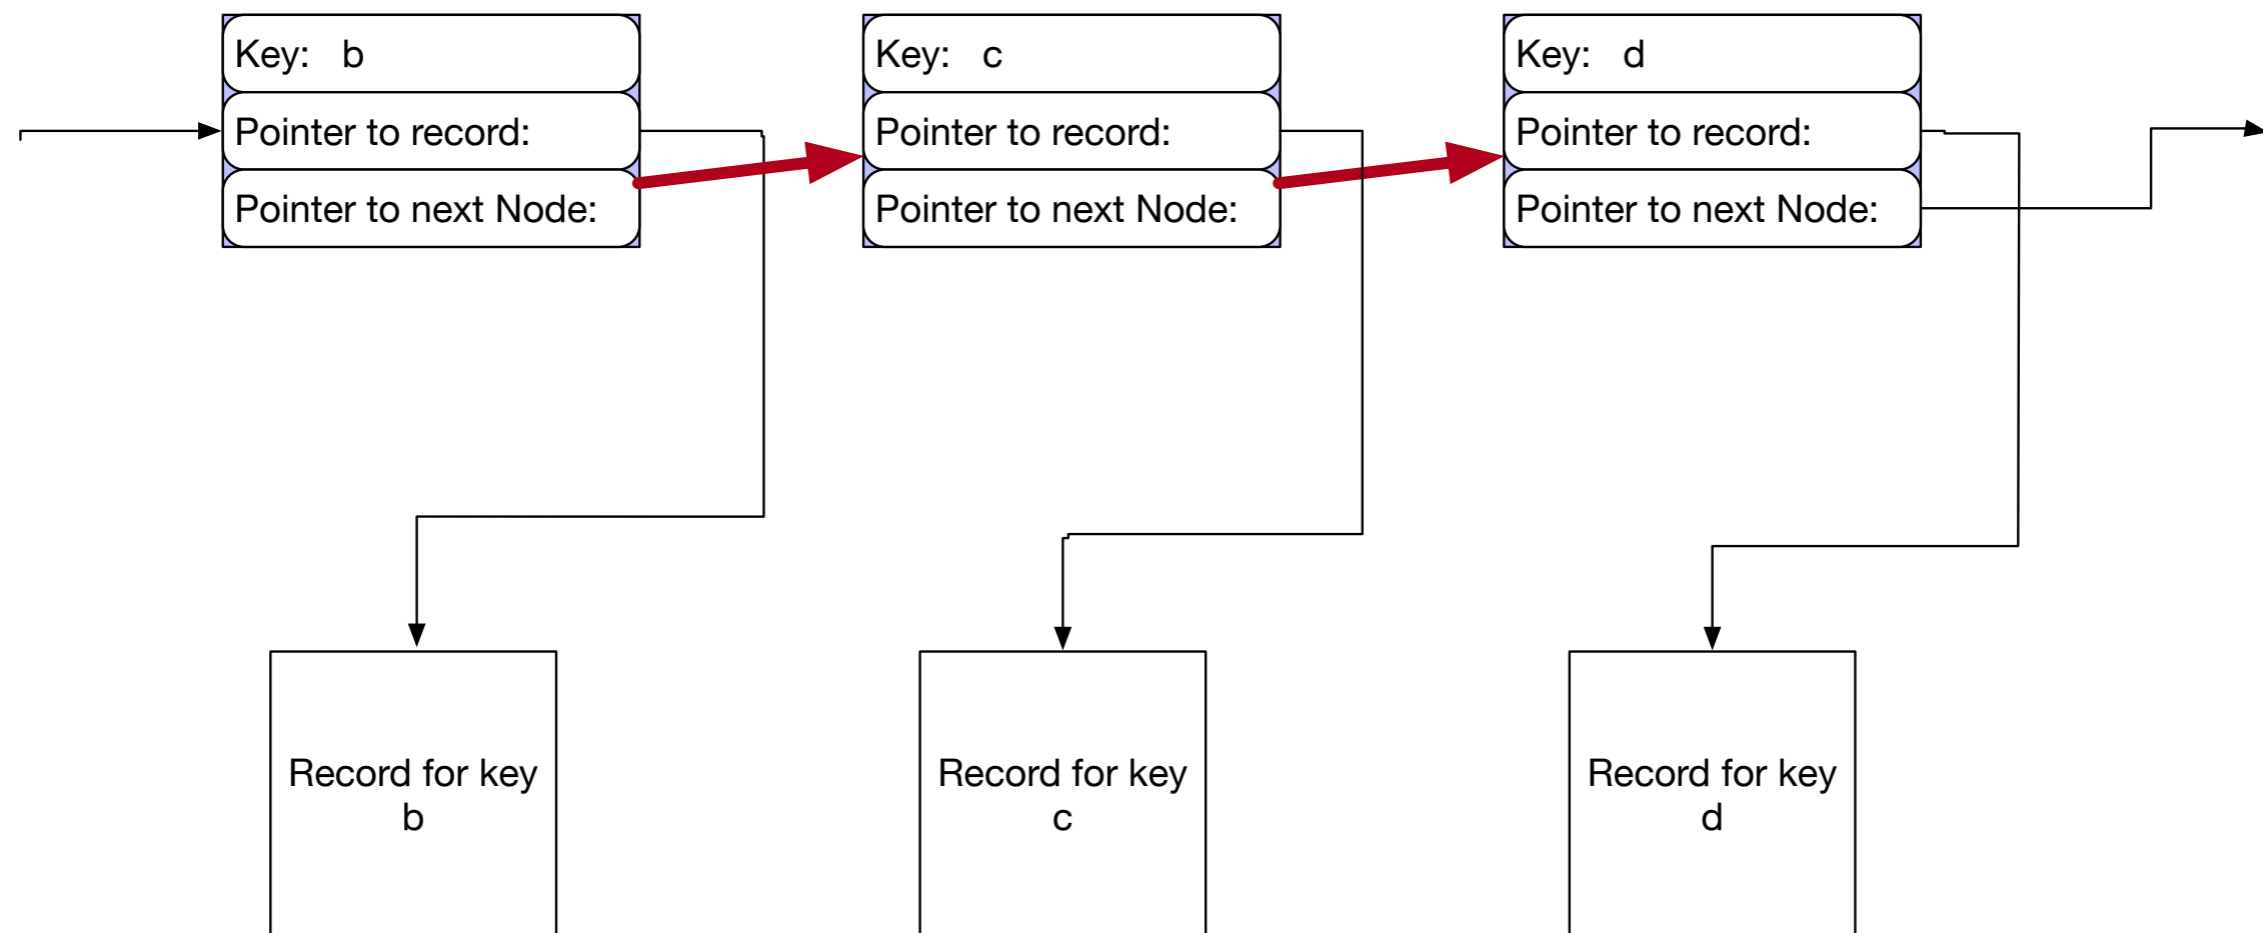 Key: b
Pointer to record:
Pointer to next Node:
Key: c
Pointer to record:
Pointer to next Node:
Key: d
Pointer to record:
Pointer to next Node:
Record for key
b
Record for key
c
Record for key
d